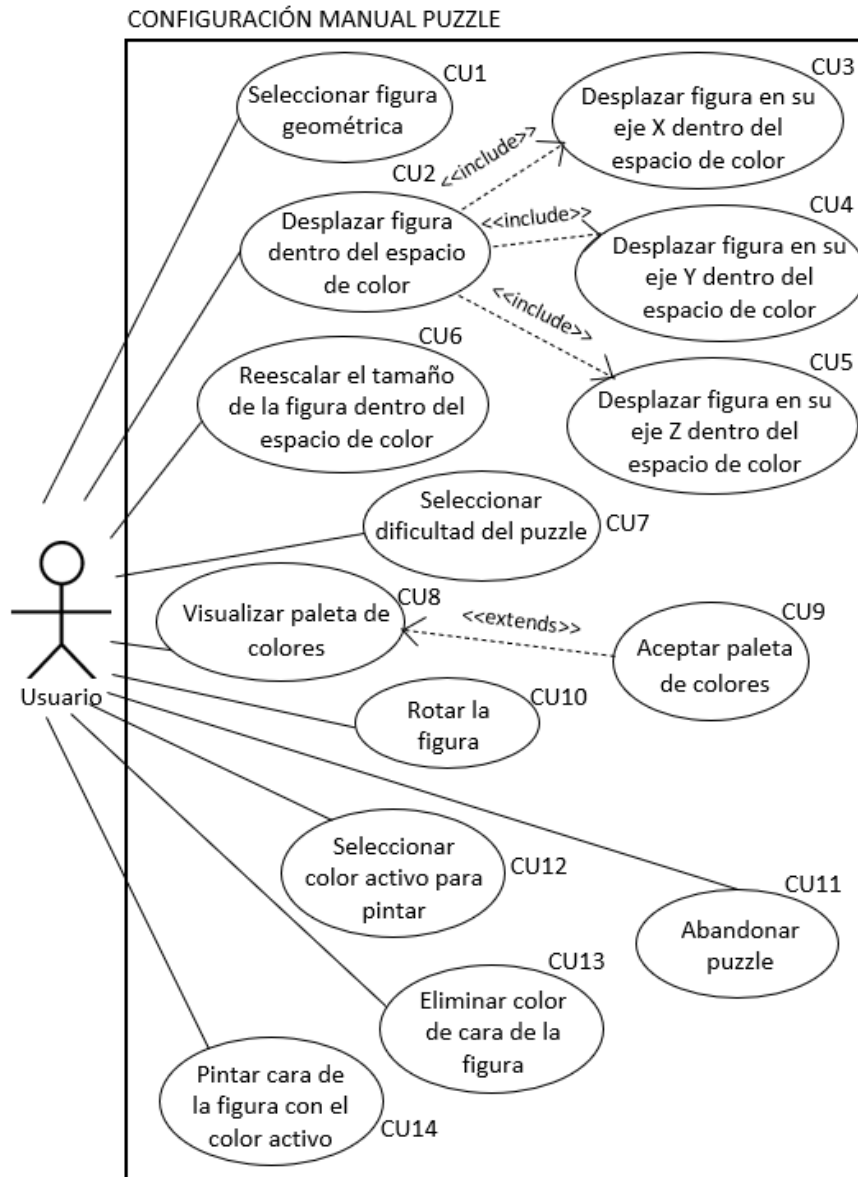 CONFIGURACIÓN MANUAL PUZZLE
CU1
Seleccionar figura
geométrica
CU3
Desplazar figura en su
eje X dentro del
espacio de color
<<include>>
CU2
Desplazar figura
dentro del espacio
de color
<<include>>
CU4
Desplazar figura en su
eje Y dentro del
espacio de color
<<include>>
CU6
Reescalar el tamaño
de la figura dentro del
espacio de color
CU5
Desplazar figura en su
eje Z dentro del
espacio de color
Seleccionar
dificultad del puzzle
CU7
CU8
Visualizar paleta de
colores
<<extends>>
CU9
Aceptar paleta
de colores
Usuario
Rotar la
figura
CU10
Seleccionar
color activo para
pintar
CU12
CU11
Abandonar
puzzle
CU13
Eliminar color
de cara de la
figura
Pintar cara de
la figura con el
color activo
CU14